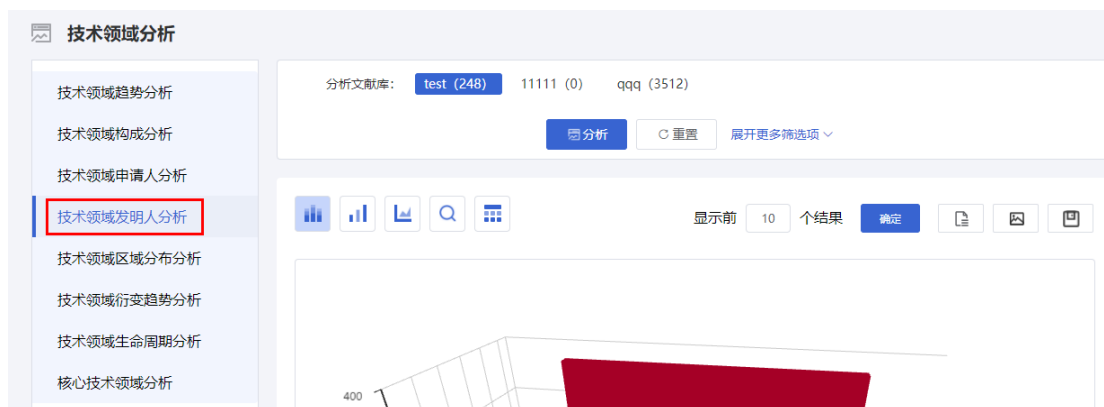 技术领域分析
技术领域趋势分析
技术领域构成分析
技术领域申请人分析
技术领域发明人分析
技术领域区域分布分析
技术领域衍变趋势分析
技术领域生命周期分析
核心技术领域分析
分析文献库： test (248) 11111 (0) qqq (3512)
分析 重置 展开更多筛选项
显示前 10 个结果 确定
400